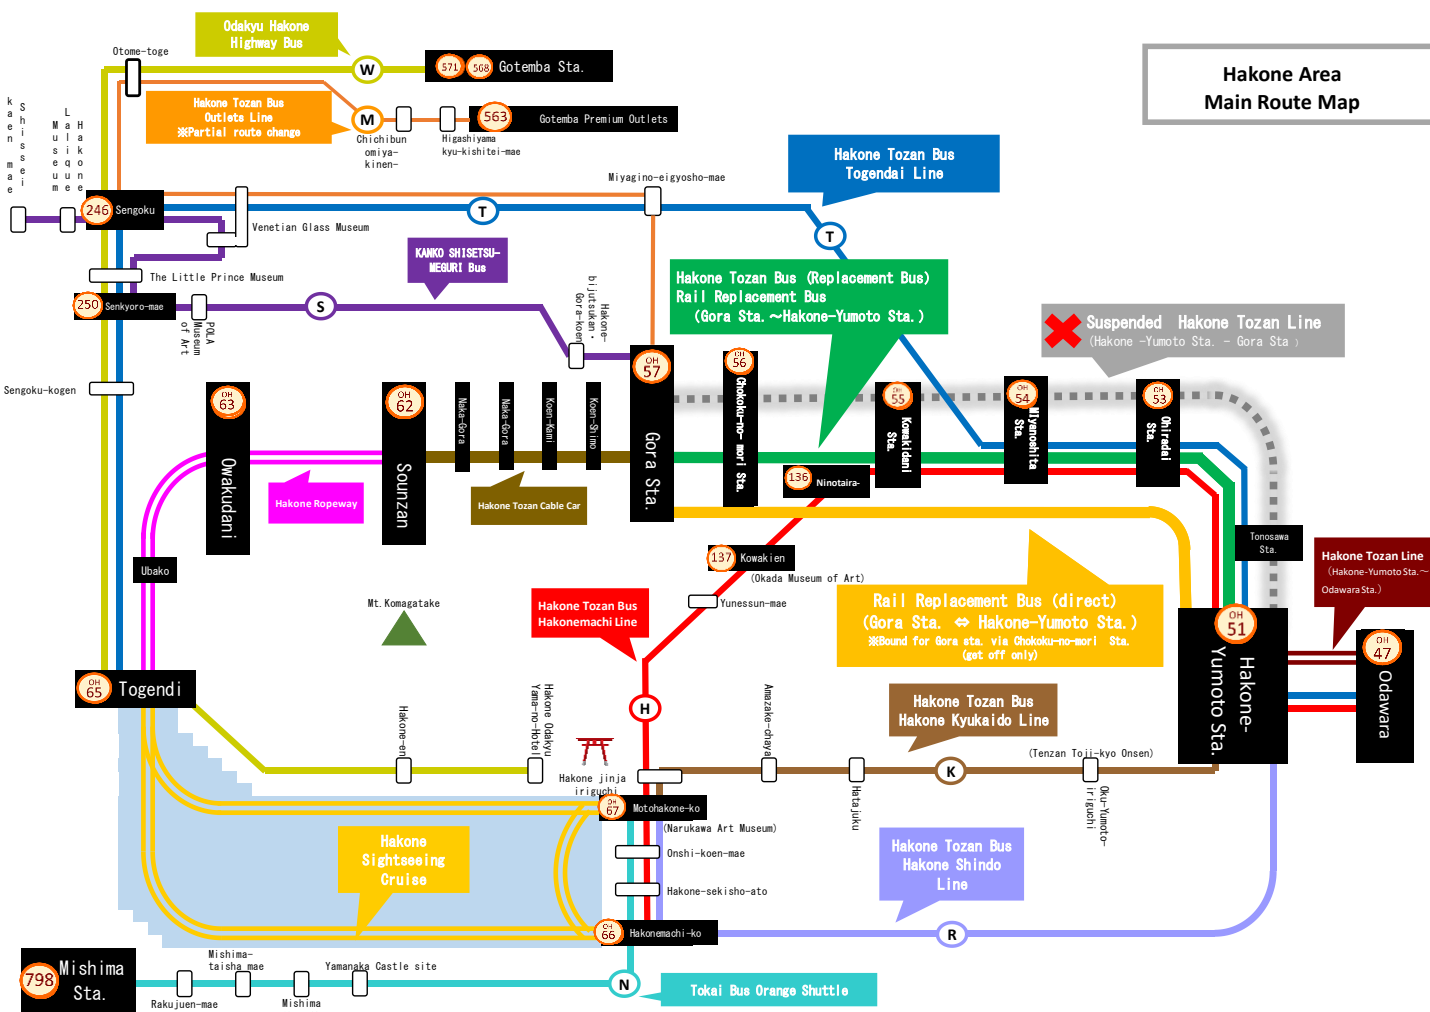 Hakone Area
Main Route Map
Odakyu Hakone
Highway Bus
Otome-toge
W
571
568
Gotemba Sta.
Hakone Tozan Bus
Outlets Line
※Partial route change
M
Chichibun
omiya-
kinen-
Higashiyama
kyu-kishitei-mae
563
Gotemba Premium Outlets
Shissei
kaen mae
Hakone
Lalique
Museum
246
Sengoku
Venetian Glass Museum
The Little Prince Museum
250
Senkyoro-mae
POLA
Museum
of Art
S
KANKO SHISETSU-
MEGURI Bus
Hakone-
bijutsukan・
Gora-koen
T
Miyagino-eigyosho-mae
Hakone Tozan Bus
Togendai Line
T
Hakone Tozan Bus (Replacement Bus)
Rail Replacement Bus
(Gora Sta.～Hakone-Yumoto Sta.)
Suspended Hakone Tozan Line
(Hakone -Yumoto Sta. - Gora Sta )
Sengoku-kogen
OH
63
Owakudani
OH
62
Sounzan
Naka-Gora
Naka-Gora
Koen-Kami
Koen-Shimo
OH
57
Gora Sta.
OH
56
Chokoku-no- mori Sta.
OH
55
Kowakidani
Sta.
OH
54
Miyanoshita
Sta.
OH
53
Ohiradai
Sta.
Hakone Ropeway
Hakone Tozan Cable Car
136
Ninotaira-
137
Kowakien
(Okada Museum of Art)
Yunessun-mae
Tonosawa
Sta.
Hakone Tozan Line
(Hakone-Yumoto Sta.～
Odawara Sta.)
Ubako
Mt.Komagatake
Hakone Tozan Bus
Hakonemachi Line
Rail Replacement Bus (direct)
(Gora Sta. ⇔ Hakone-Yumoto Sta.)
※Bound for Gora sta. via Chokoku-no-mori Sta.
(get off only)
OH
51
Hakone-
Yumoto Sta.
OH
47
Odawara
OH
65
Togendi
Hakone-en
Hakone Odakyu
Yama-no-Hotel
H
Hakone jinja
iriguchi
Amazake-chaya
Hatajuku
Hakone Tozan Bus
Hakone Kyukaido Line
K
(Tenzan Toji-kyo Onsen)
Oku-Yumoto-
iriguchi
OH
67
Motohakone-ko
(Narukawa Art Museum)
Onshi-koen-mae
Hakone-sekisho-ato
Hakone
Sightseeing
Cruise
Hakone Tozan Bus
Hakone Shindo
Line
OH
66
Hakonemachi-ko
R
798
Mishima
Sta.
Rakujuen-mae
Mishima-
taisha mae
Mishima
Yamanaka Castle site
N
Tokai Bus Orange Shuttle